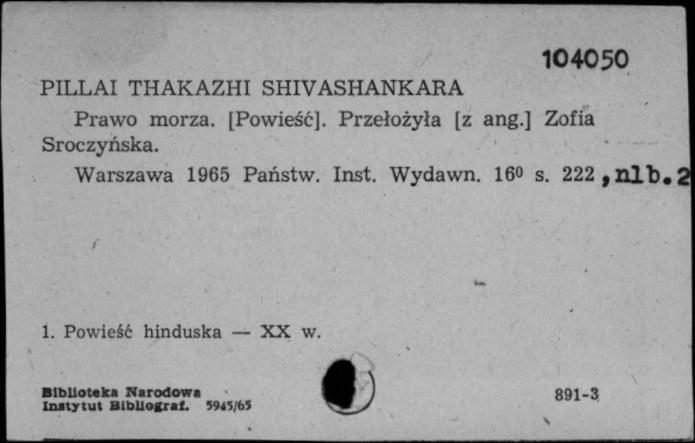 104050
PILLAI THAKAZHI SHIVASHANKARA
Prawo morza. [Powieść]. Przełożyła [z ang.] Zofia
Sroczyńska.
Warszawa 1965 Państw. Inst. Wydawn. 16⁰ s. 222, nlb. 2
1. Powieść hinduska — XX w.
Biblioteka Narodowa
Instytut Bibliograf. 5945/65
891-3